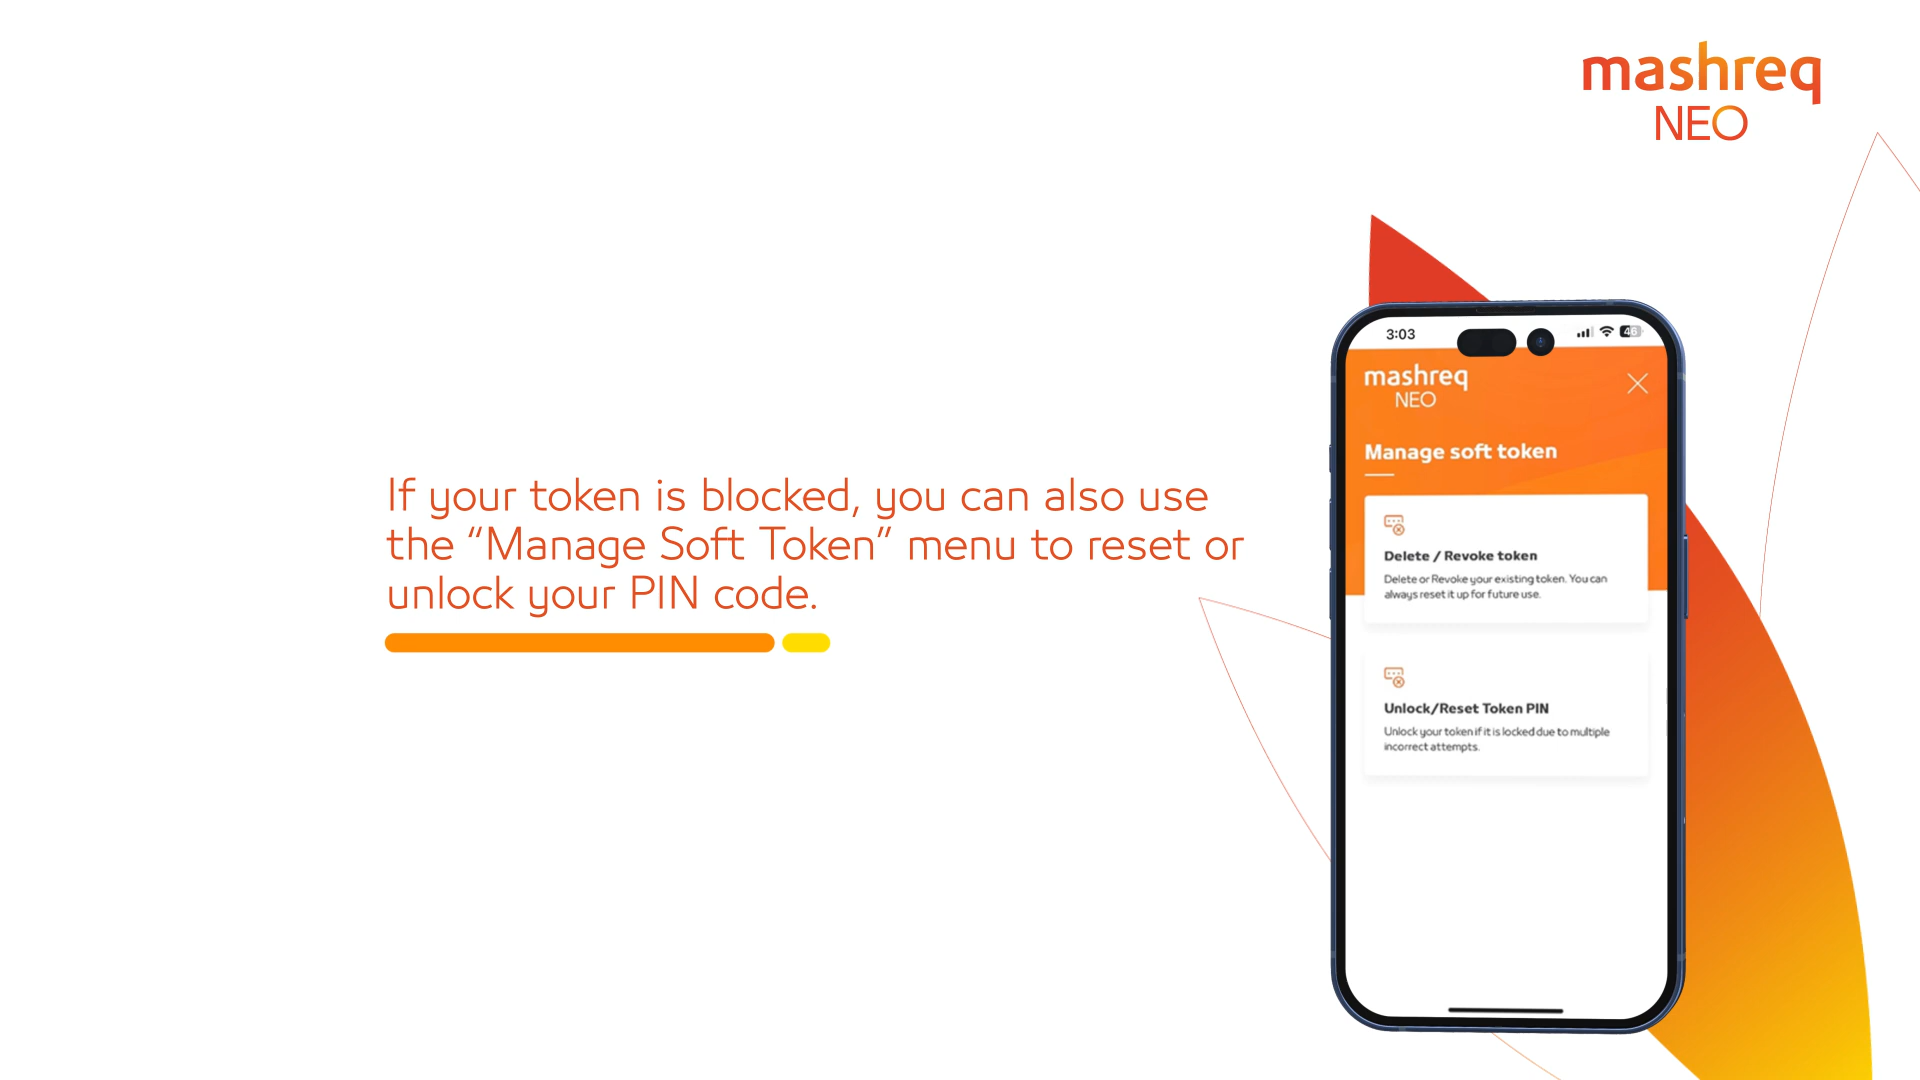 mashreq
NEO
If your token is blocked, you can also use
the “Manage Soft Token” menu to reset or
unlock your PIN code.
3:03
46
mashreq
NEO
Manage soft token
Delete / Revoke token
Delete or Revoke your existing token. You can
always reset it up for future use.
Unlock/Reset Token PIN
Unlock your token if it is locked due to multiple
incorrect attempts.